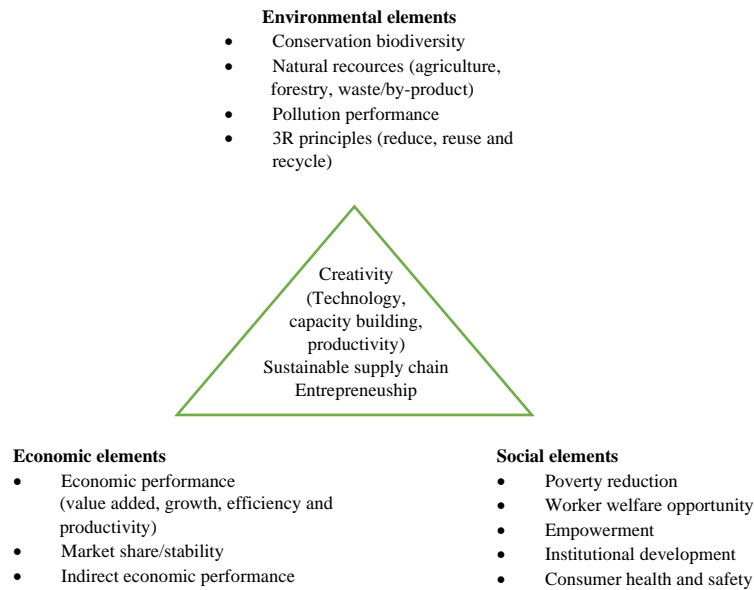 Environmental elements
• Conservation biodiversity
• Natural recources (agriculture,
forestry, waste/by-product)
• Pollution performance
• 3R principles (reduce, reuse and
recycle)
Creativity
(Technology,
capacity building,
productivity)
Sustainable supply chain
Entrepreneuship
Economic elements
• Economic performance
(value added, growth, efficiency and
productivity)
• Market share/stability
• Indirect economic performance
Social elements
• Poverty reduction
• Worker welfare opportunity
• Empowerment
• Institutional development
• Consumer health and safety